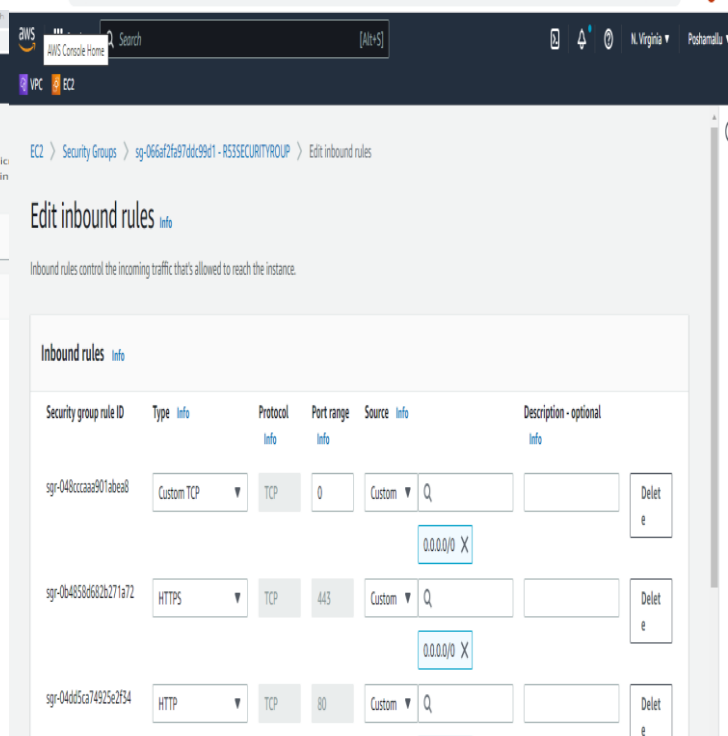 aws
AWS Console Home
Search
[Alt+S]
N. Virginia
Poshamallu
VPC
EC2
EC2 > Security Groups > sg-066af2fa97ddc99d1 - R53SECURITYROUP > Edit inbound rules
Edit inbound rules Info
Inbound rules control the incoming traffic that's allowed to reach the instance.
Inbound rules Info
Security group rule ID Type Info Protocol Info Port range Info Source Info Description - optional Info
sgr-048cccaaa901abea8 Custom TCP TCP 0 Custom Delet
e
0.0.0.0/0 X
sgr-0b4858d682b271a72 HTTPS TCP 443 Custom Delet
e
0.0.0.0/0 X
sgr-04dd5ca74925e2f34 HTTP TCP 80 Custom Delet
e